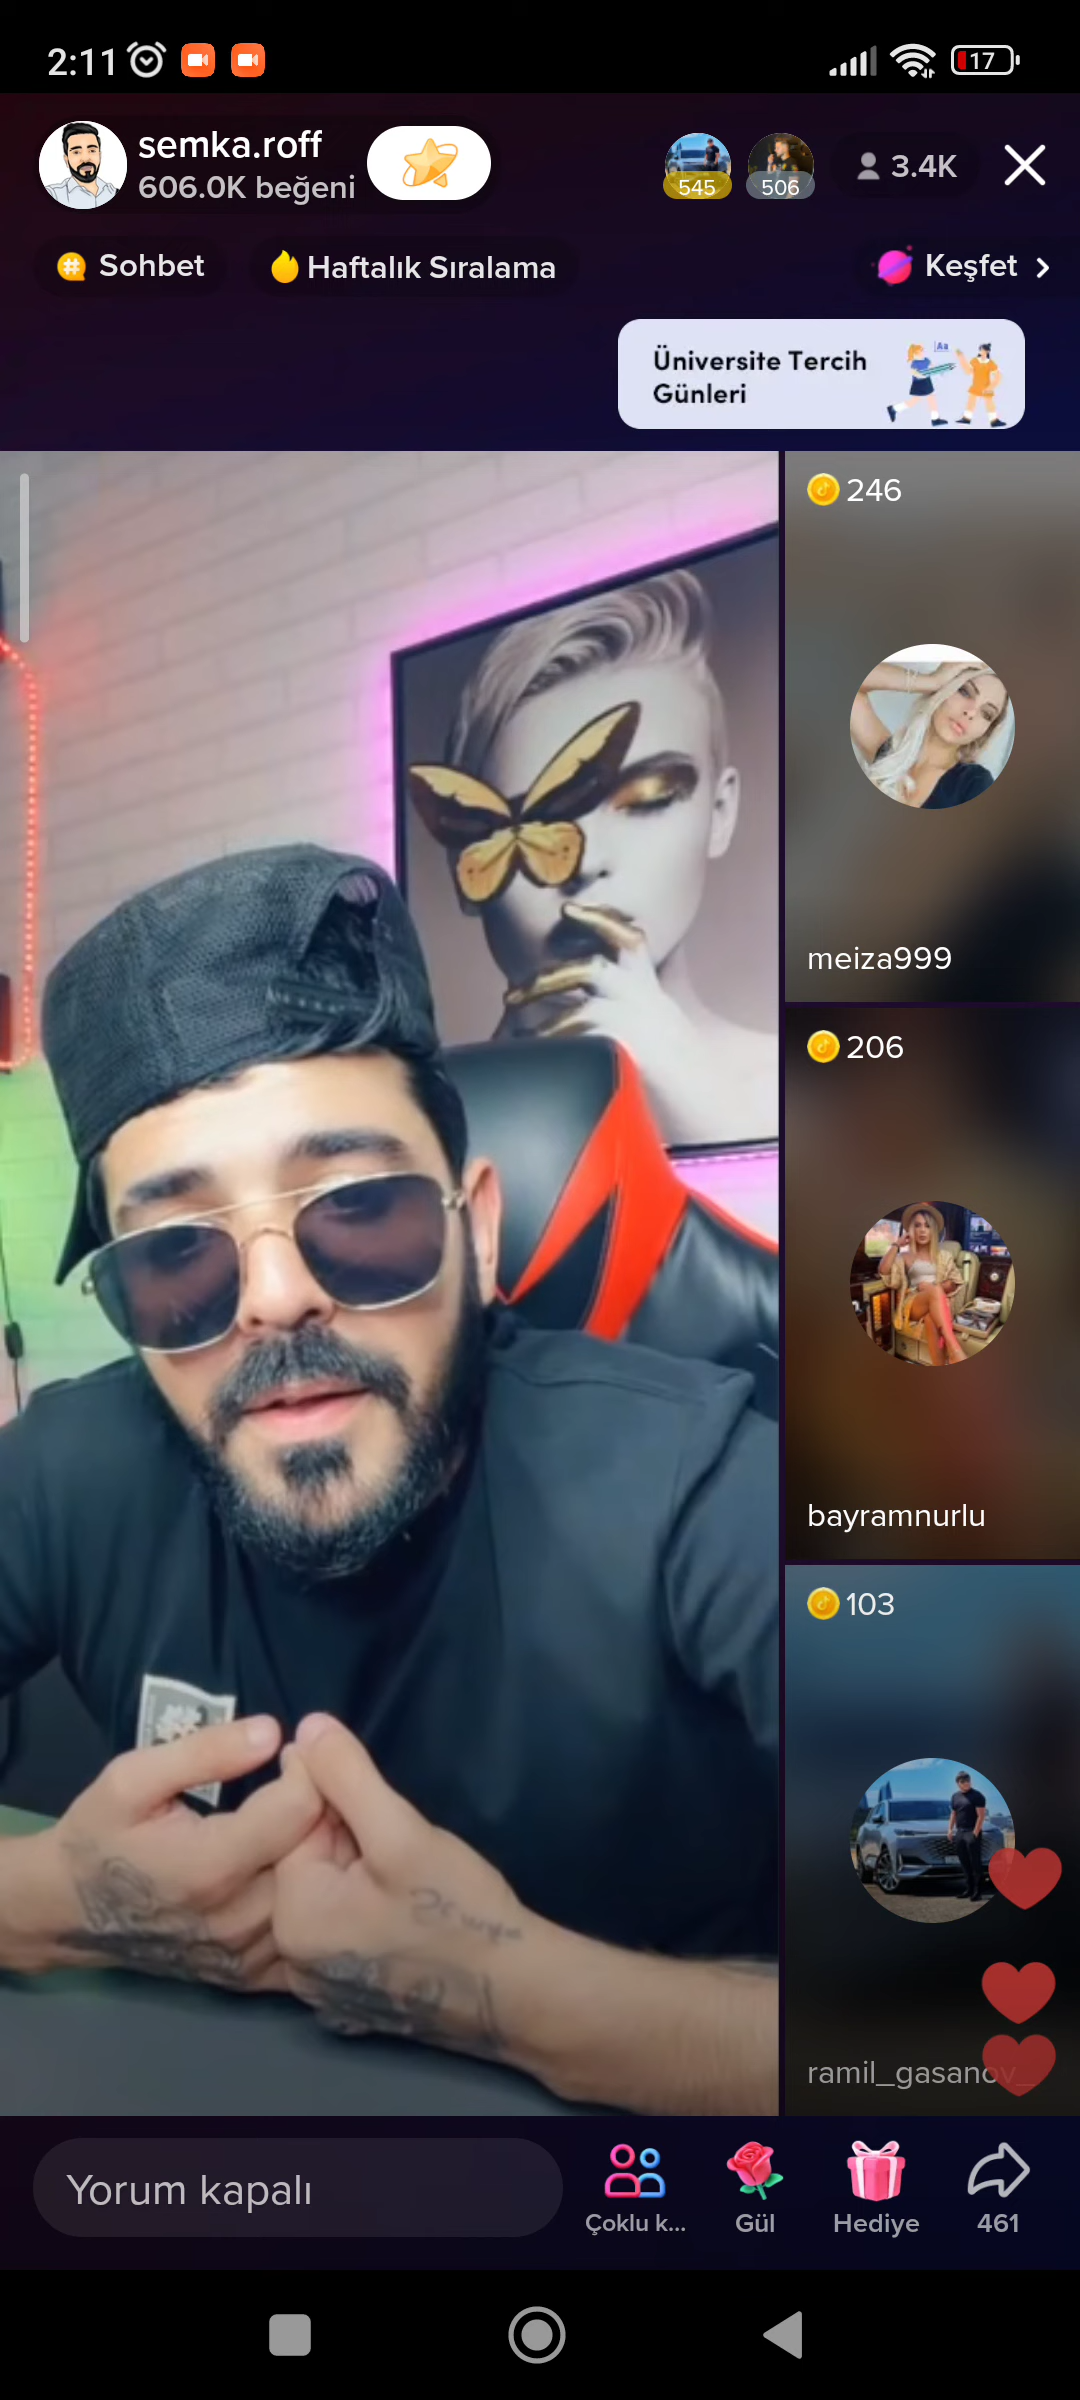 2:11
17
semka.roff
606.0K beğeni
545
506
3.4K
Sohbet
Haftalık Sıralama
Keşfet
Üniversite Tercih
Günleri
Aa
246
meiza999
206
bayramnurlu
103
ramil_gasanov_
Yorum kapalı
Çoklu k...
Gül
Hediye
461